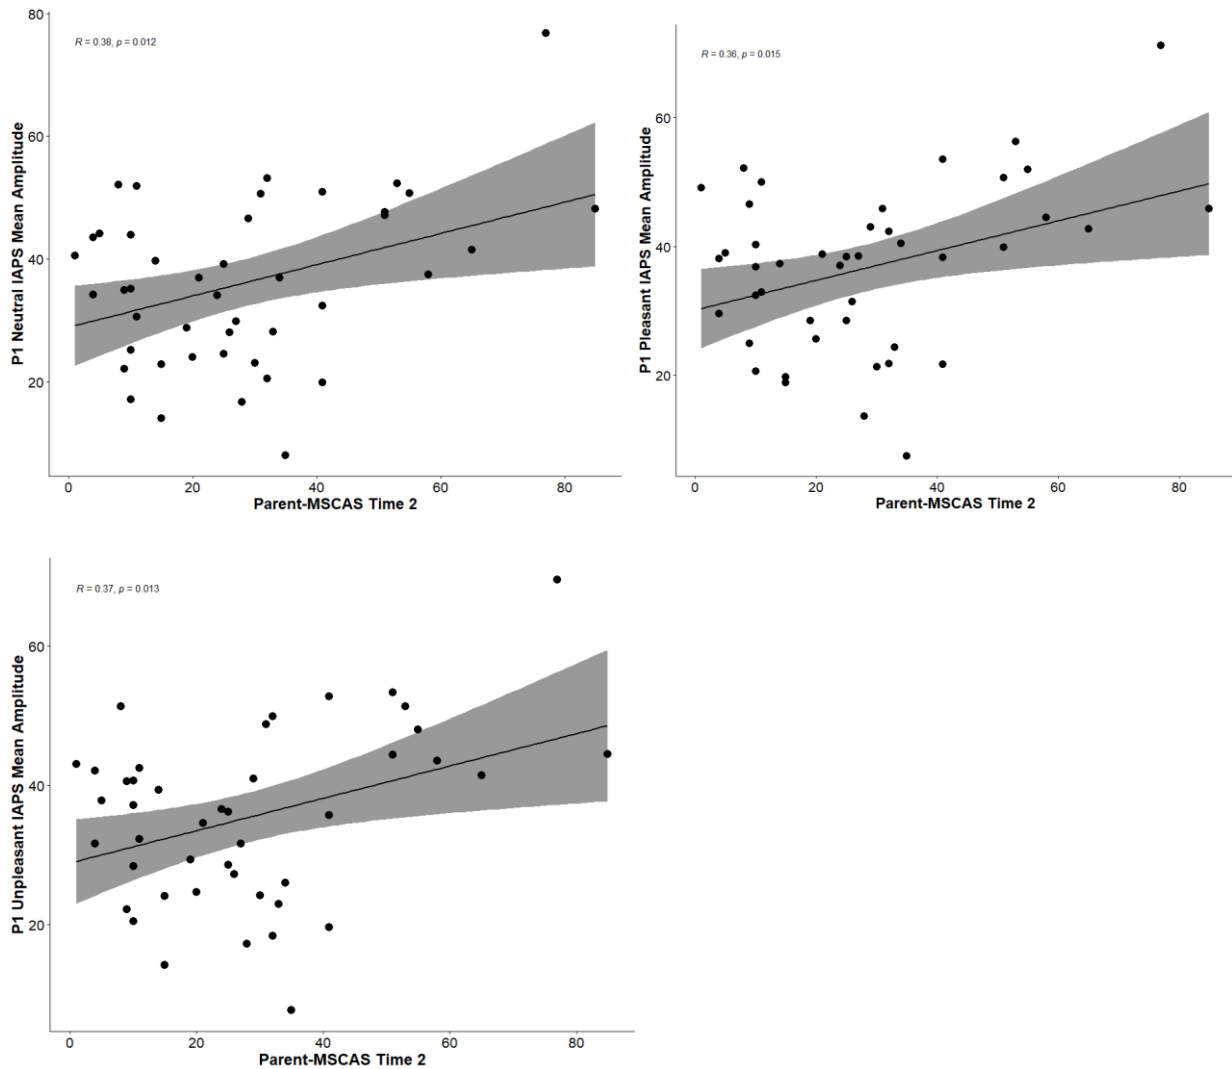 R = 0.38, p = 0.012
P1 Neutral IAPS Mean Amplitude
80
60
40
20
0 20 40 60 80
Parent-MSCAS Time 2
R = 0.36, p = 0.015
P1 Pleasant IAPS Mean Amplitude
60
40
20
0 20 40 60 80
Parent-MSCAS Time 2
R = 0.37, p = 0.013
P1 Unpleasant IAPS Mean Amplitude
60
40
20
0 20 40 60 80
Parent-MSCAS Time 2